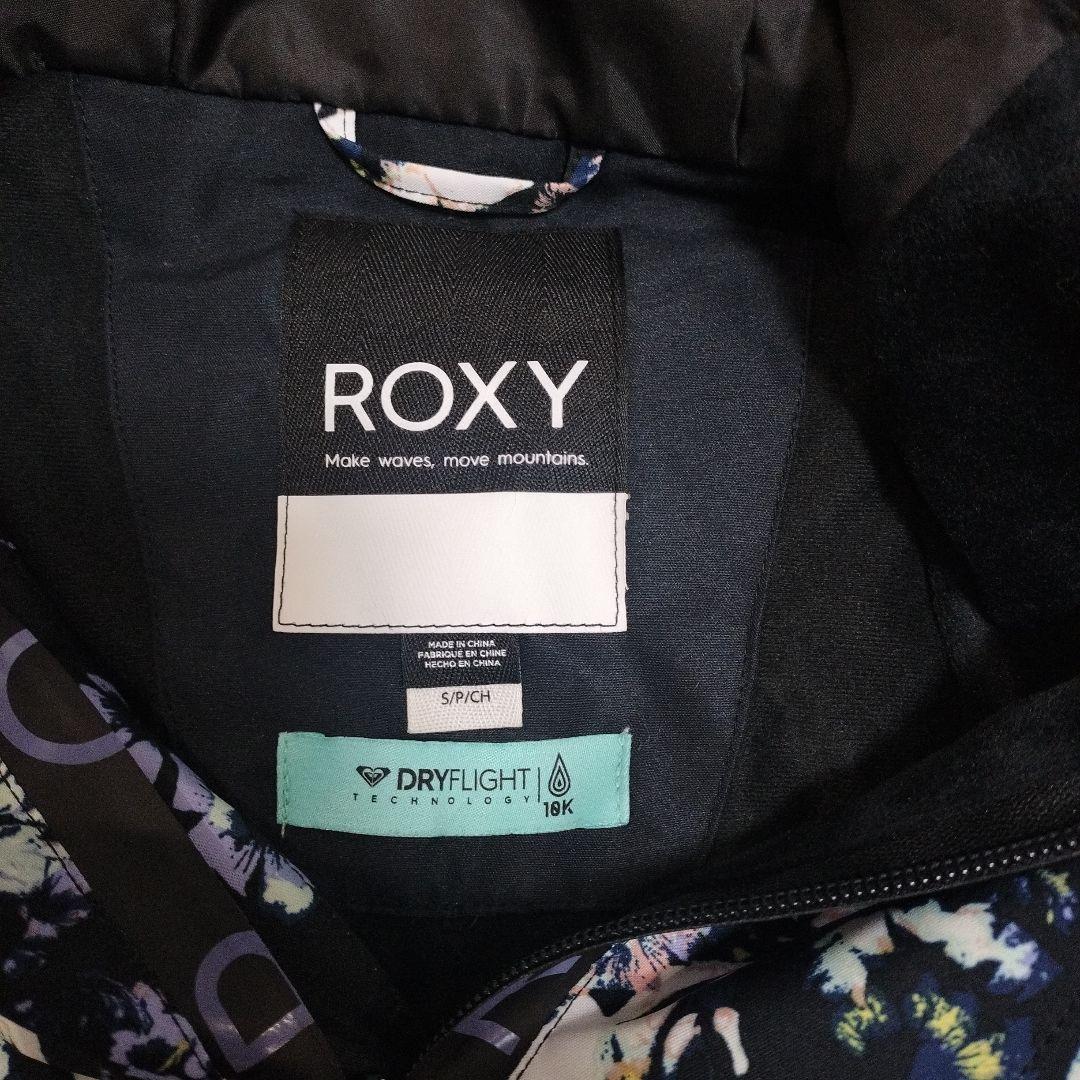 ROXY
Make waves, move mountains.
MADE IN CHINA
FABRIQUE EN CHINE
HECHO EN CHINA
S/P/CH
DRYFLIGHT
TECHNOLOGY
10K